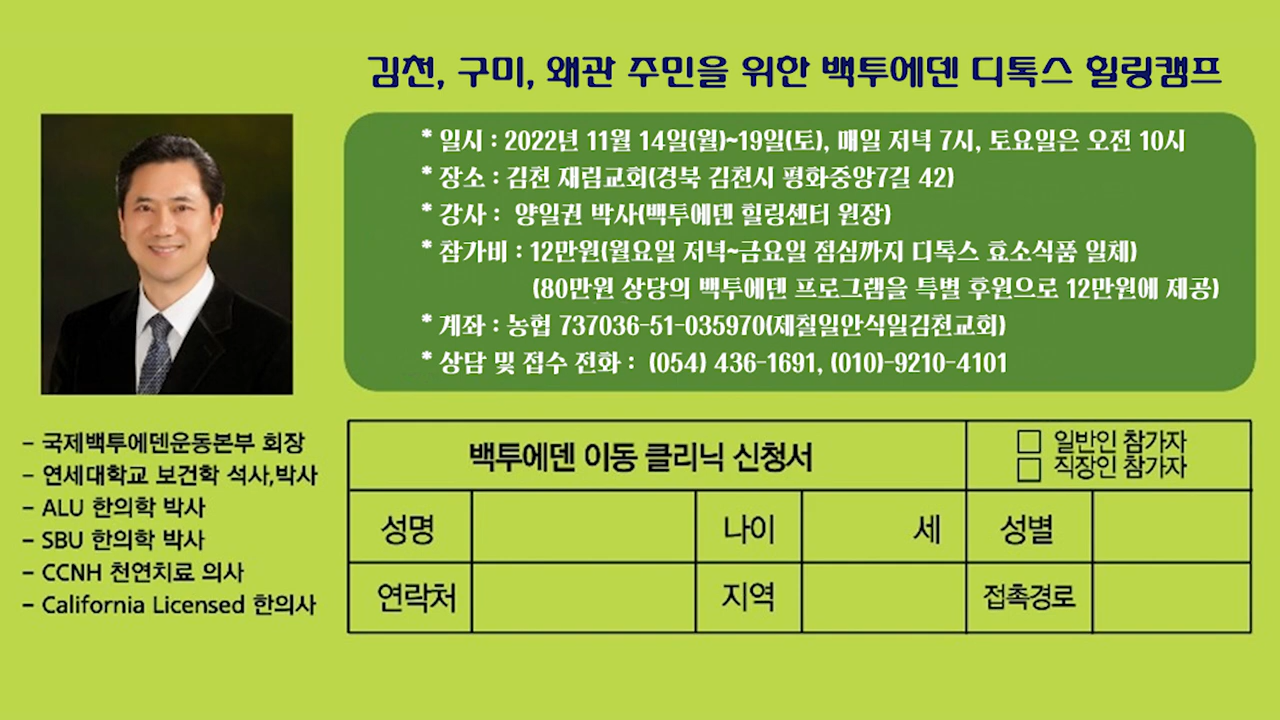 김천, 구미, 왜관 주민을 위한 백투에덴 디톡스 힐링캠프
* 일시 : 2022년 11월 14일(월)~19일(토), 매일 저녁 7시, 토요일은 오전 10시
* 장소 : 김천 재림교회(경북 김천시 평화중앙7길 42)
* 강사 : 양일권 박사(백투에덴 힐링센터 원장)
* 참가비 : 12만원(월요일 저녁~금요일 점심까지 디톡스 효소식품 일체)
(80만원 상당의 백투에덴 프로그램을 특별 후원으로 12만원에 제공)
* 계좌 : 농협 737036-51-035970(제칠일안식일김천교회)
* 상담 및 접수 전화 : (054) 436-1691, (010)-9210-4101
- 국제백투에덴운동본부 회장
- 연세대학교 보건학 석사,박사
- ALU 한의학 박사
- SBU 한의학 박사
- CCNH 천연치료 의사
- California Licensed 한의사
백투에덴 이동 클리닉 신청서
□ 일반인 참가자
□ 직장인 참가자
성명 나이 세 성별
연락처 지역 접촉경로